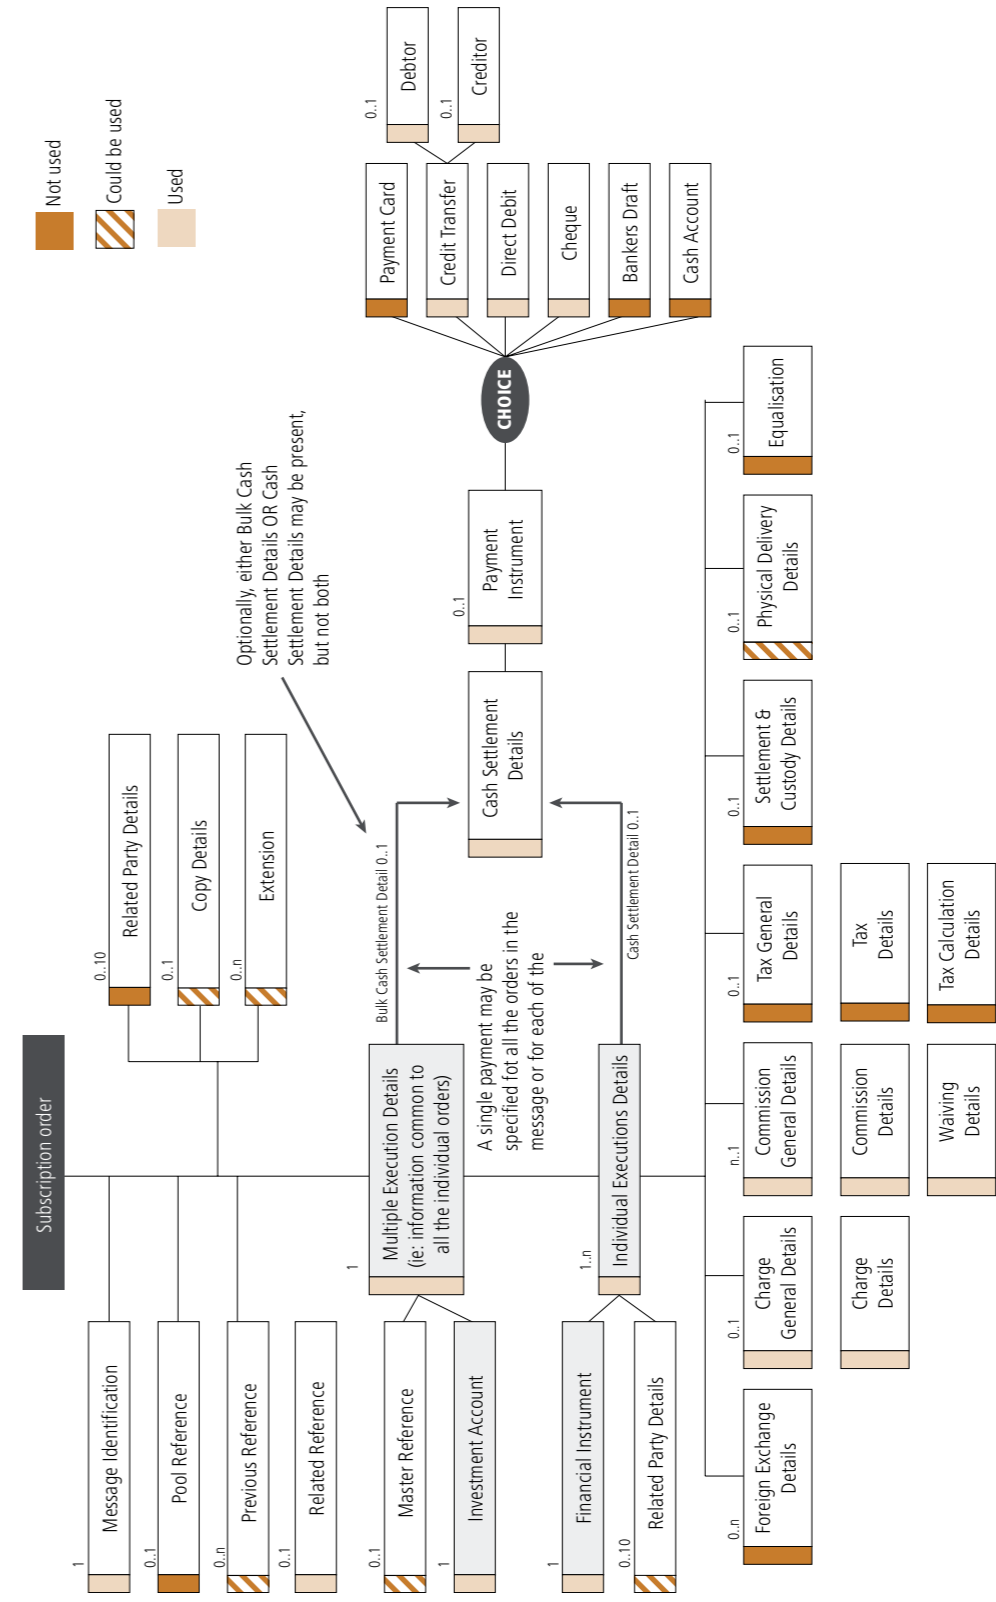 Subscription order
Not used
Could be used
Used
1
Message Identification
0..1
Pool Reference
0..n
Previous Reference
0..1
Related Reference
0..10
Related Party Details
0..1
Copy Details
0..n
Extension
Optionally, either Bulk Cash
Settlement Details OR Cash
Settlement Details may be present,
but not both
1
Multiple Execution Details
(ie: information common to
all the individual orders)
0..1
Master Reference
1
Investment Account
Bulk Cash Settlement Detail 0..1
A single payment may be
specified fot all the orders in the
message or for each of the
Cash Settlement Detail 0..1
Cash Settlement
Details
0..1
Payment
Instrument
CHOICE
Payment Card
Credit Transfer
Direct Debit
Cheque
Bankers Draft
Cash Account
0..1
Debtor
0..1
Creditor
1..n
Individual Executions Details
1
Financial Instrument
0..10
Related Party Details
0..n
Foreign Exchange
Details
0..1
Charge
General Details
Charge
Details
n..1
Commission
General Details
Commission
Details
Waiving
Details
0..1
Tax General
Details
Tax
Details
Tax Calculation
Details
0..1
Settlement &
Custody Details
0..1
Physical Delivery
Details
0..1
Equalisation